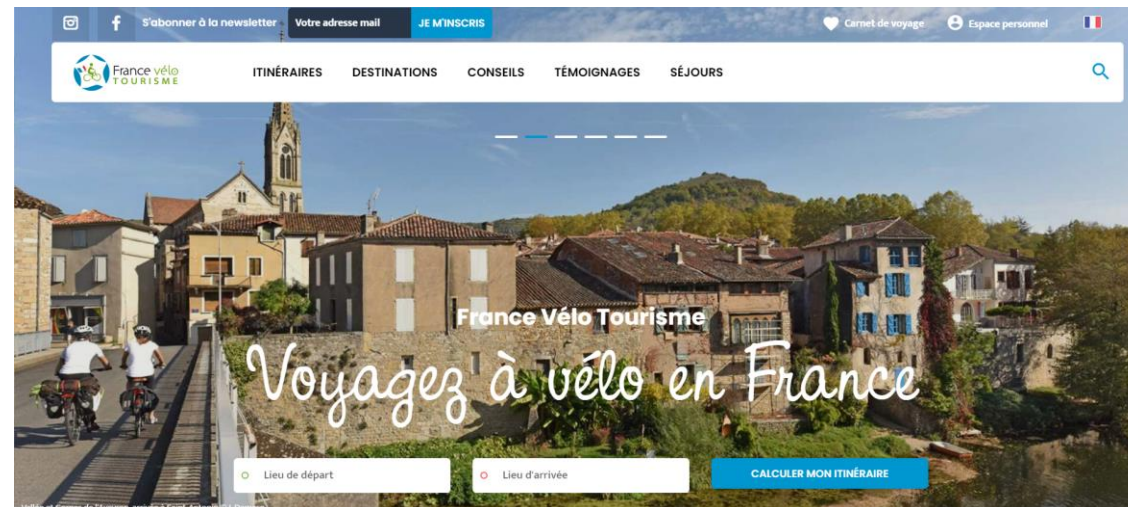 S'abonner à la newsletter : Votre adresse mail JE M'INSCRIS Carnet de voyage Espace personnel
France vélo
TOURISME
ITINÉRAIRES DESTINATIONS CONSEILS TÉMOIGNAGES SÉJOURS
France Vélo Tourisme
Voyagez à vélo en France
Lieu de départ Lieu d'arrivée CALCULER MON ITINÉRAIRE